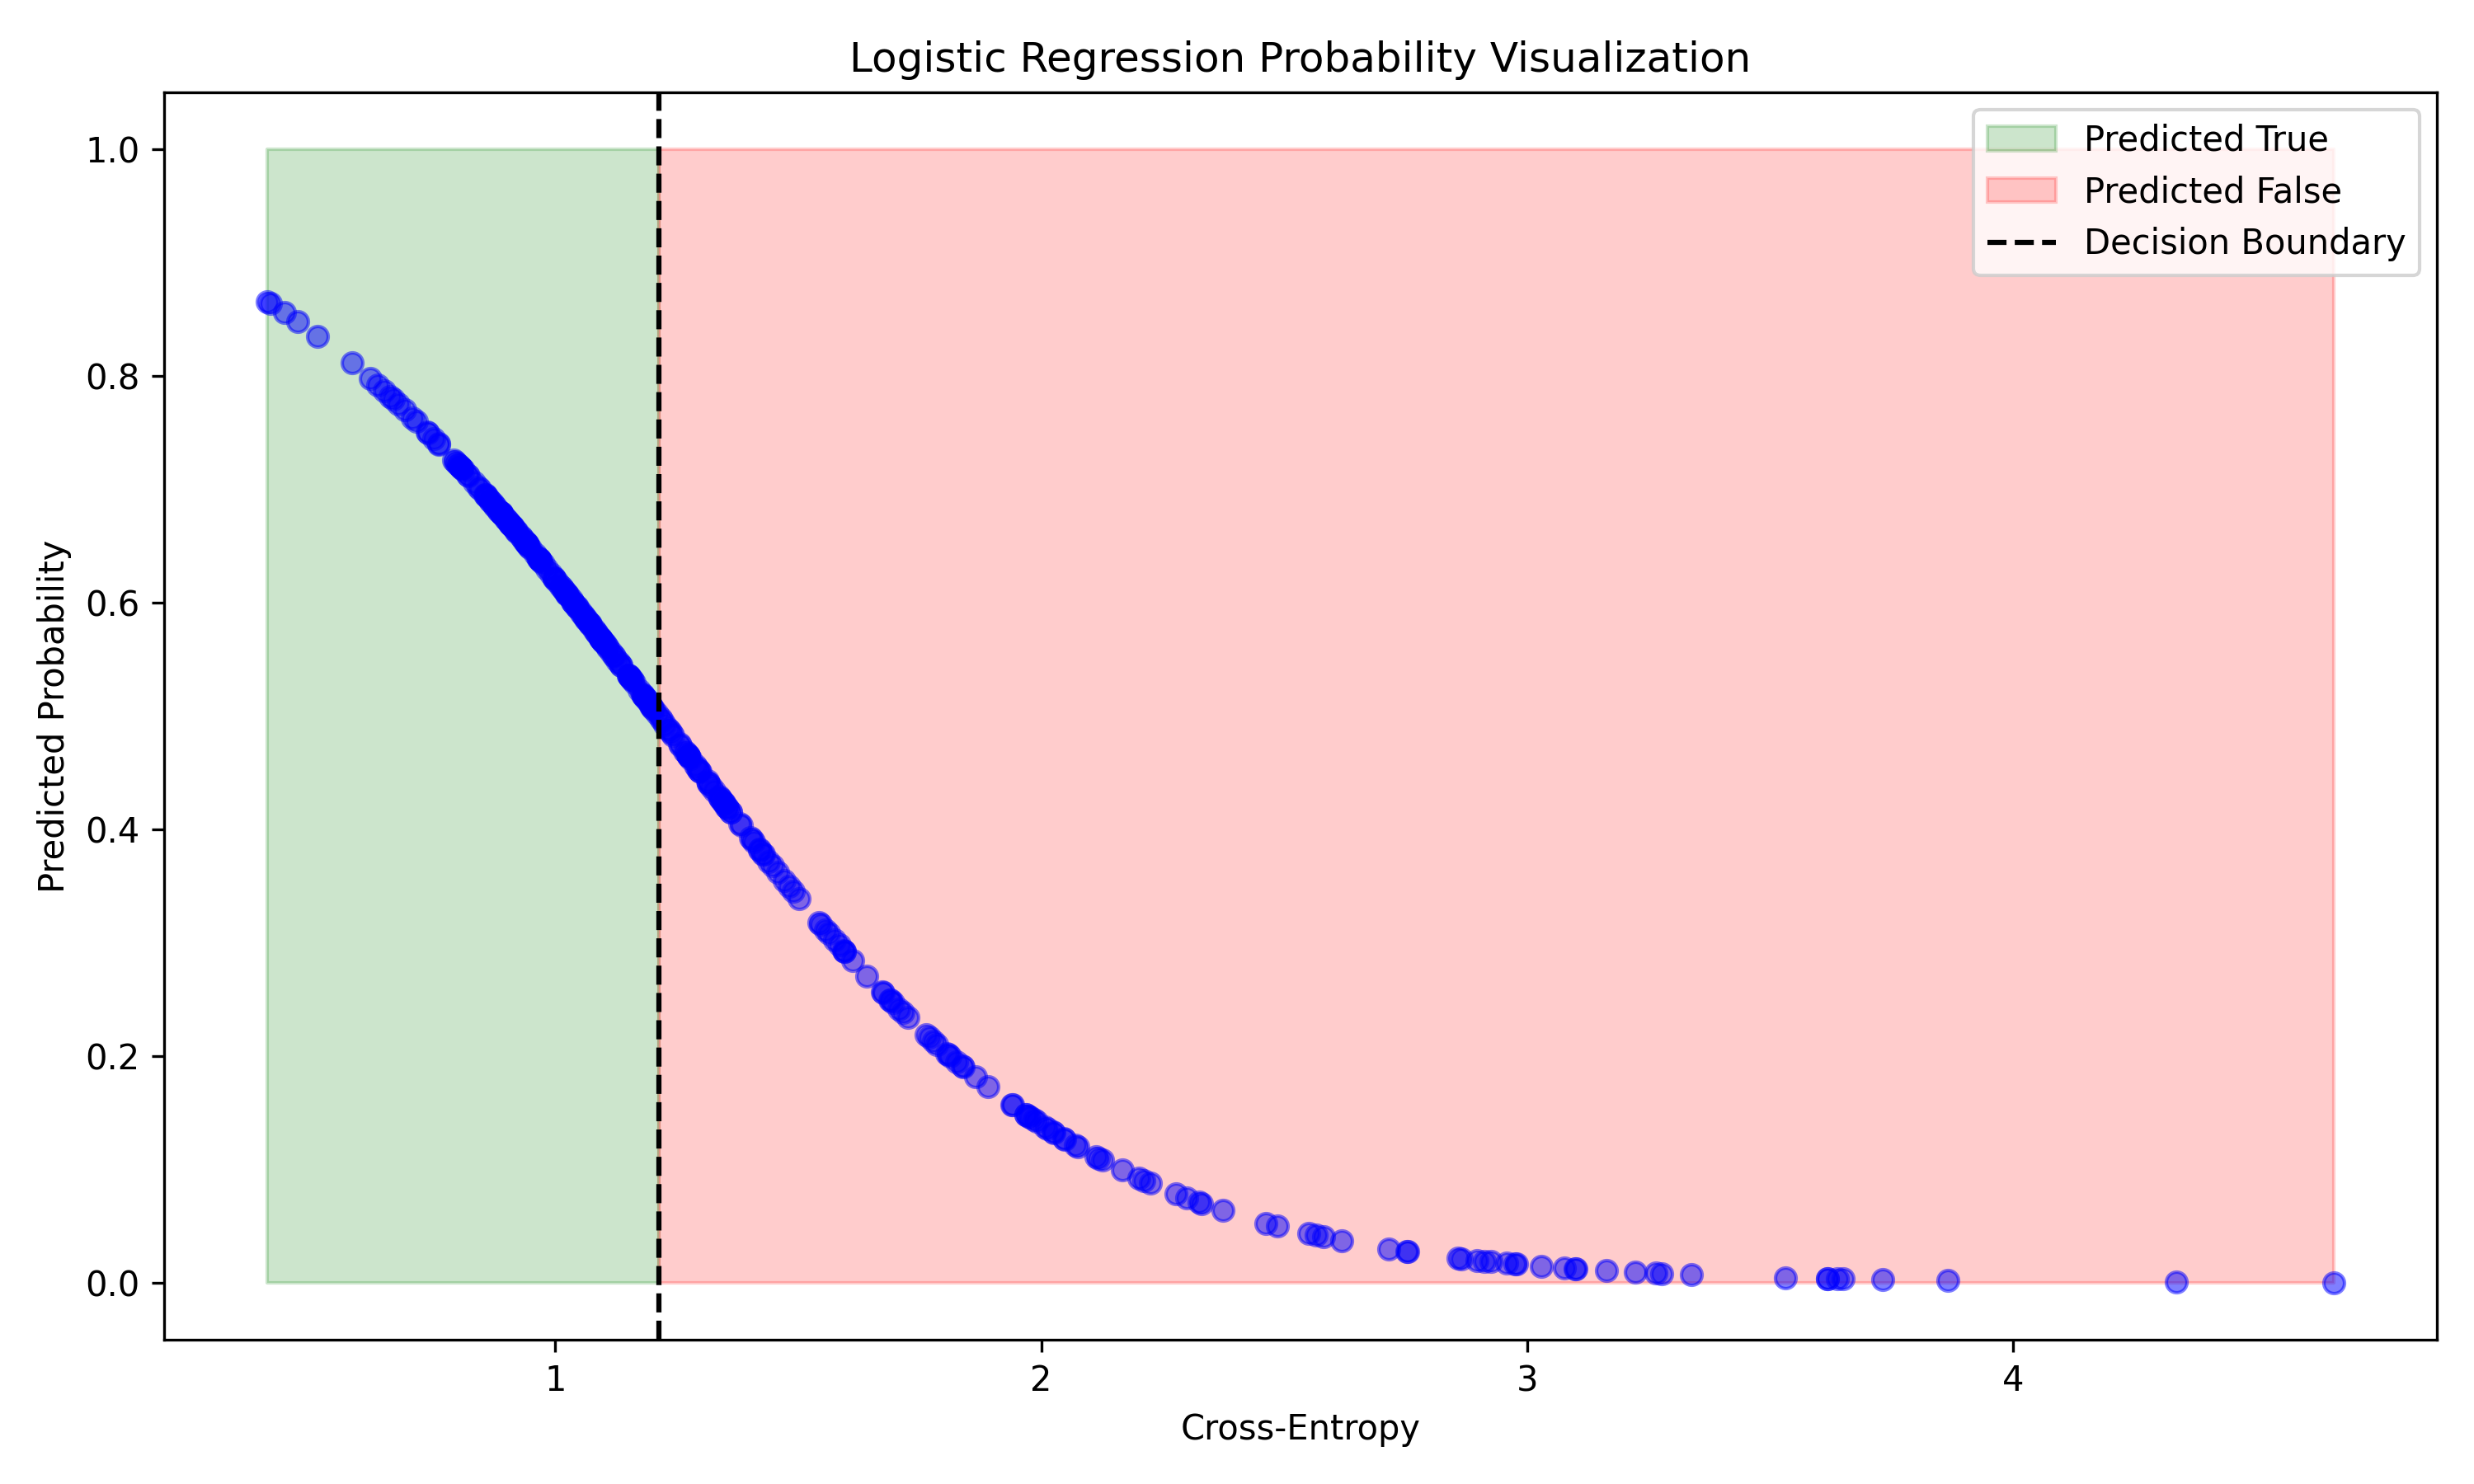 Logistic Regression Probability Visualization
Predicted True
Predicted False
Decision Boundary
Predicted Probability
1.0
0.8
0.6
0.4
0.2
0.0
1 2 3 4
Cross-Entropy